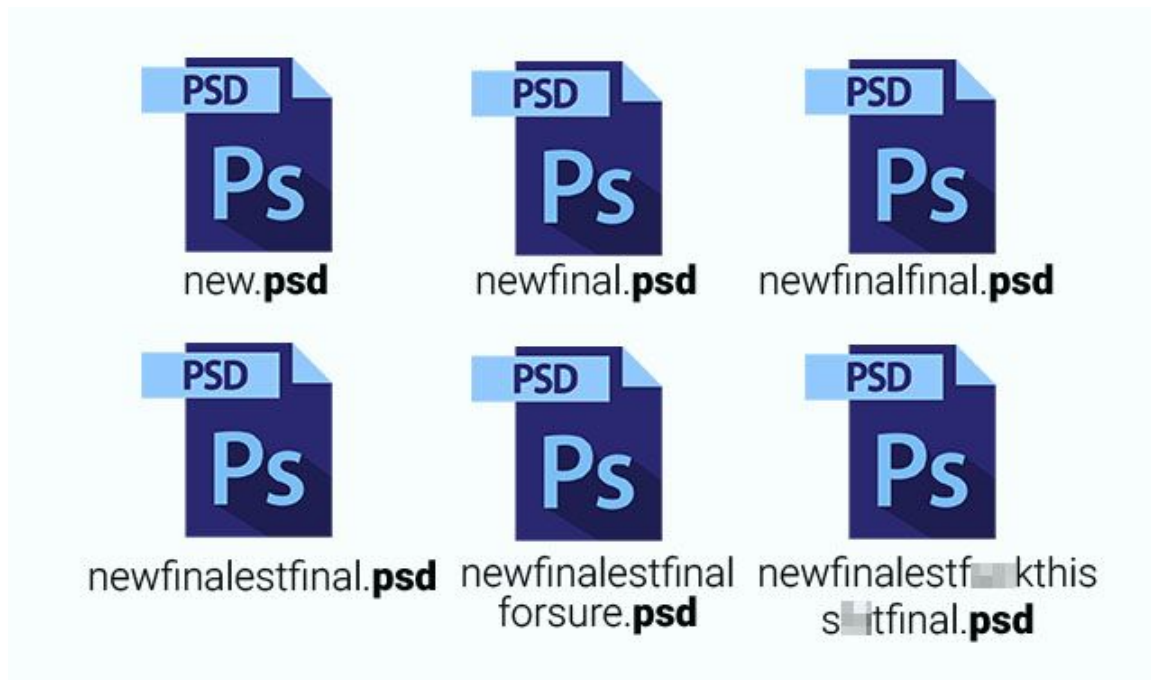 PSD
Ps
new.psd
PSD
Ps
newfinal.psd
PSD
Ps
newfinalfinal.psd
PSD
Ps
newfinalestfinal.psd
PSD
Ps
newfinalestfinal
forsure.psd
PSD
Ps